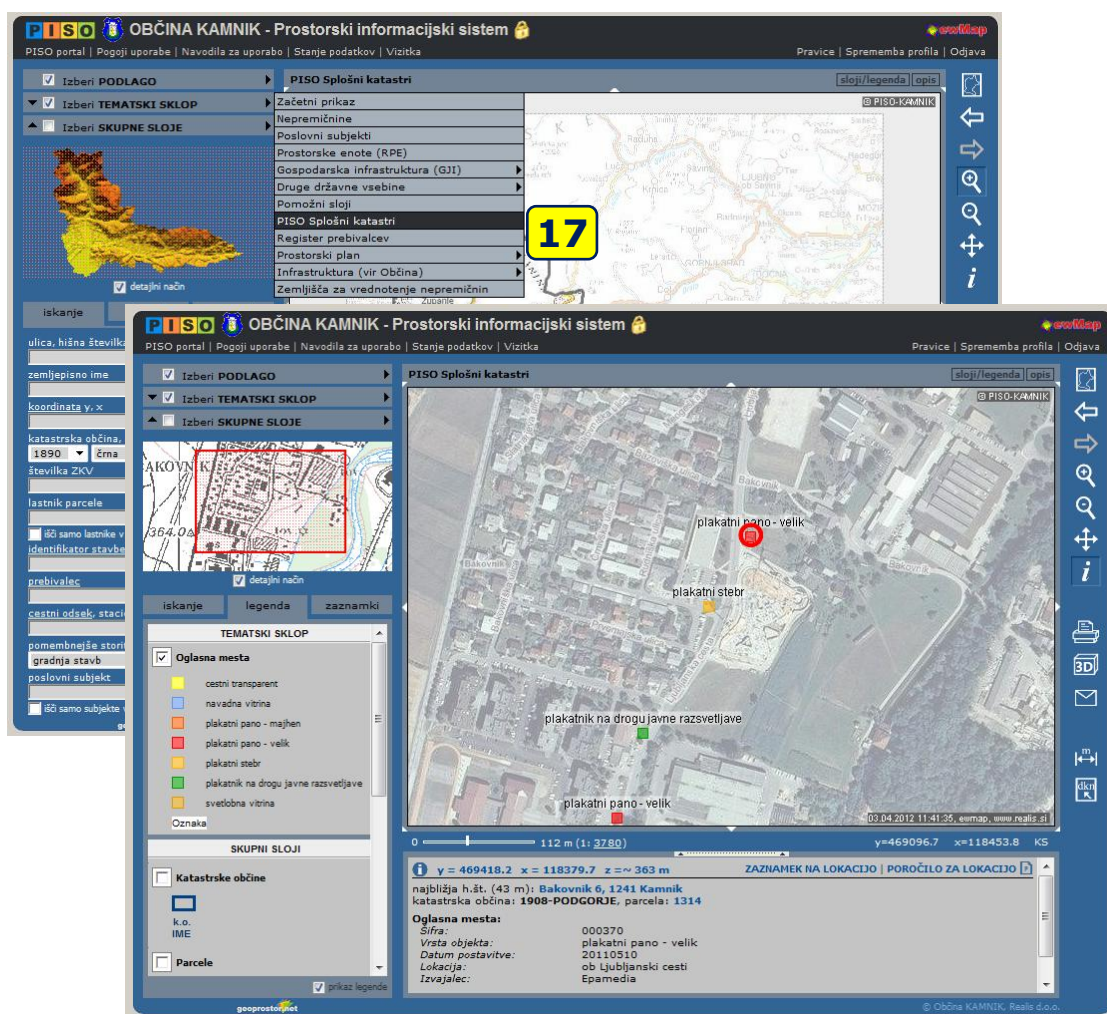 PISO OBČINA KAMNIK - Prostorski informacijski sistem
ewMap
PISO portal | Pogoji uporabe | Navodila za uporabo | Stanje podatkov | Vizitka
Pravice | Sprememba profila | Odjava
Izberi PODLAGO
PISO Splošni katastri
sloji/legenda opis
Izberi TEMATSKI SKLOP
Izberi SKUPNE SLOJE
© PISO-KAMNIK
Začetni prikaz
Nepremičnine
Poslovni subjekti
Prostorske enote (RPE)
Gospodarska infrastruktura (GJI)
Druge državne vsebine
Pomožni sloji
PISO Splošni katastri
Register prebivalcev
Prostorski plan
Infrastruktura (vir Občina)
Zemljišča za vrednotenje nepremičnin
17
detajlni način
iskanje
ulica, hišna številka
zemljepisno ime
koordinata y, x
katastrska občina,
1890 črna
številka ZKV
lastnik parcele
išči samo lastnike v
identifikator stavbe
prebivalec
cestni odsek,
pomembnejše
gradnja stavb
poslovni subjekt
išči samo subjekte
PISO OBČINA KAMNIK - Prostorski informacijski sistem
ewMap
PISO portal | Pogoji uporabe | Navodila za uporabo | Stanje podatkov | Vizitka
Pravice | Sprememba profila | Odjava
Izberi PODLAGO
PISO Splošni katastri
sloji/legenda opis
Izberi TEMATSKI SKLOP
Izberi SKUPNE SLOJE
© PISO-KAMNIK
364.0
detajlni način
iskanje legenda zaznamki
TEMATSKI SKLOP
Oglasna mesta
cestni transparent
navadna vitrina
plakatni pano - majhen
plakatni pano - velik
plakatni steber
plakatnik na drogu javne razsvetljave
svetlobna vitrina
Oznaka
SKUPNI SLOJI
Katastrske občine
k.o.
IME
Parcele
prikaz legende
geoprostor.net
Bakovnik
plakatni pano - velik
Bakovnik
Bakovnik
plakatni stebr
plakatnik na drogu javne razsvetljave
plakatni pano - velik
03.04.2012 11:41:35, ewmap, www.realis.si
3D
m
dkn
0 112 m (1: 3780)
y=469096.7 x=118453.8 KS
y = 469418.2 x = 118379.7 z =~ 363 m
ZAZNAMEK NA LOKACIJO | POROČILO ZA LOKACIJO
najbližja h.št. (43 m): Bakovnik 6, 1241 Kamnik
katastrska občina: 1908-PODGORJE, parcela: 1314
Oglasna mesta:
Šifra: 000370
Vrsta objekta: plakatni pano - velik
Datum postavitve: 20110510
Lokacija: ob Ljubljanski cesti
Izvajalec: Epamedia
© Občina KAMNIK, Realis d.o.o.